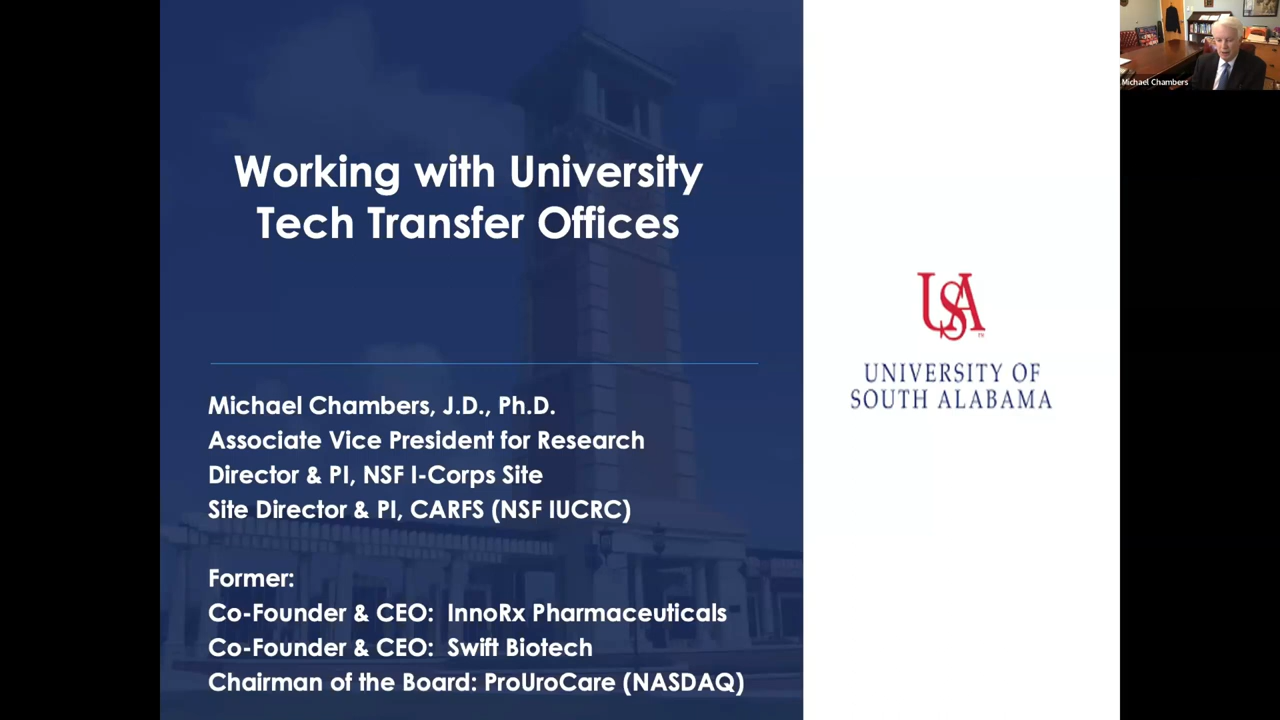 Working with University
Tech Transfer Offices
Michael Chambers, J.D., Ph.D.
Associate Vice President for Research
Director & PI, NSF I-Corps Site
Site Director & PI, CARFS (NSF IUCRC)
Former:
Co-Founder & CEO: InnoRx Pharmaceuticals
Co-Founder & CEO: Swift Biotech
Chairman of the Board: ProUroCare (NASDAQ)
USA
TM
UNIVERSITY OF
SOUTH ALABAMA
Michael Chambers